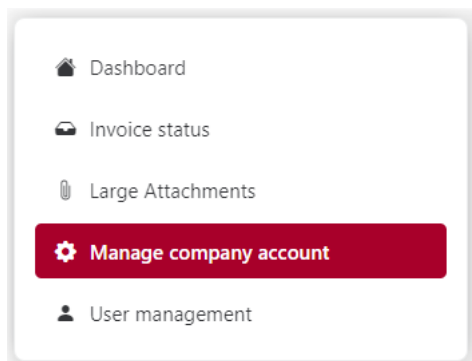 Dashboard
Invoice status
Large Attachments
Manage company account
User management